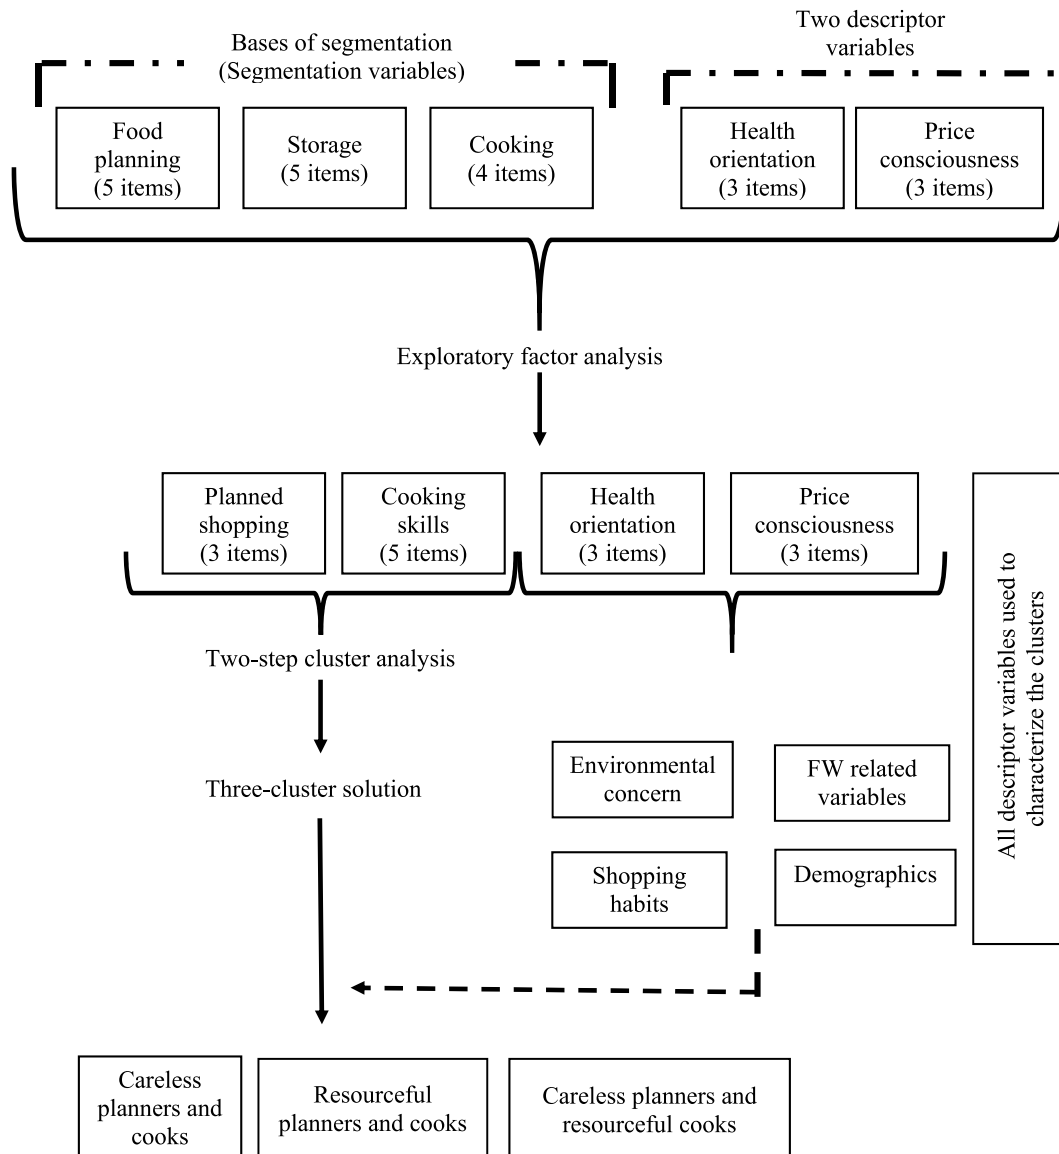 Bases of segmentation
(Segmentation variables)
Two descriptor
variables
Food
planning
(5 items)
Storage
(5 items)
Cooking
(4 items)
Health
orientation
(3 items)
Price
consciousness
(3 items)
Exploratory factor analysis
Planned
shopping
(3 items)
Cooking
skills
(5 items)
Health
orientation
(3 items)
Price
consciousness
(3 items)
All descriptor variables used to
characterize the clusters
Two-step cluster analysis
Three-cluster solution
Environmental
concern
FW related
variables
Shopping
habits
Demographics
Careless
planners and
cooks
Resourceful
planners and cooks
Careless planners and
resourceful cooks